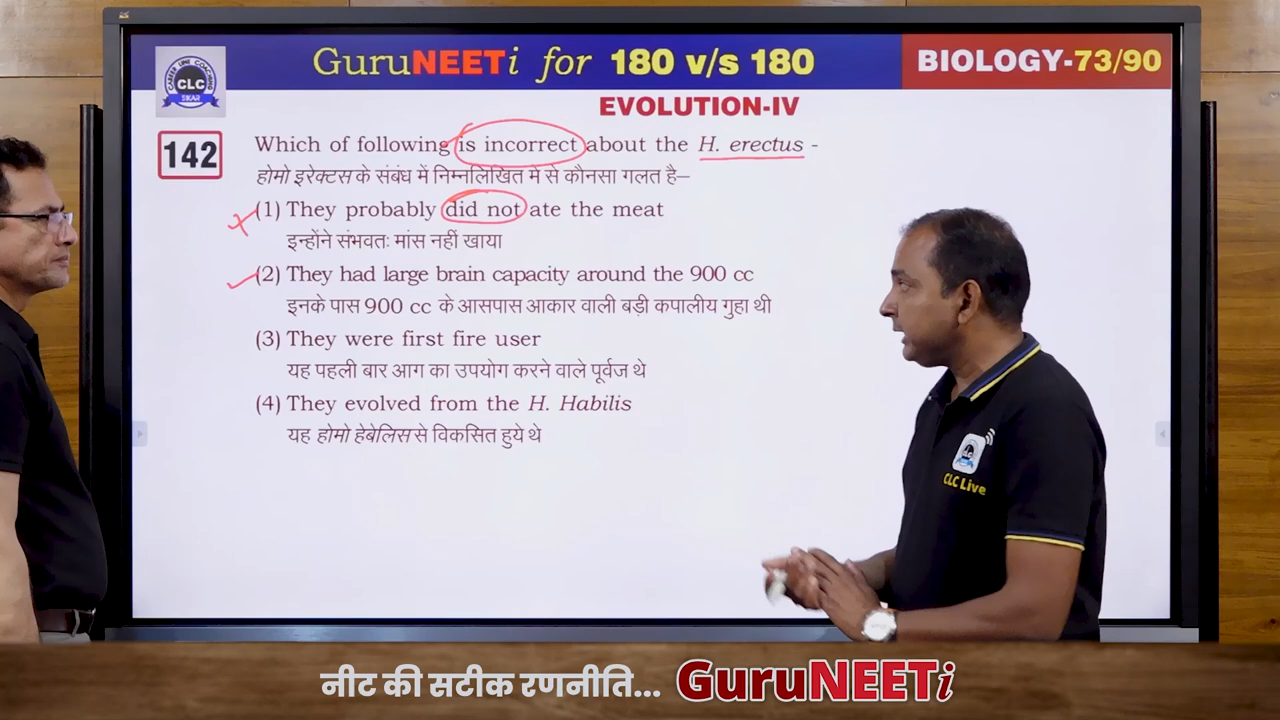 GuruNEETi for 180 v/s 180
BIOLOGY-73/90
CLC
SIKAR
EVOLUTION-IV
142
Which of following is incorrect about the H. erectus -
होमो इरेक्टस के संबंध में निम्नलिखित में से कौनसा गलत है–
(1) They probably did not ate the meat
इन्होंने संभवतः मांस नहीं खाया
(2) They had large brain capacity around the 900 cc
इनके पास 900 cc के आसपास आकार वाली बड़ी कपालीय गुहा थी
(3) They were first fire user
यह पहली बार आग का उपयोग करने वाले पूर्वज थे
(4) They evolved from the H. Habilis
यह होमो हेबेलिस से विकसित हुये थे
CLC Live
नीट की सटीक रणनीति... GuruNEETi